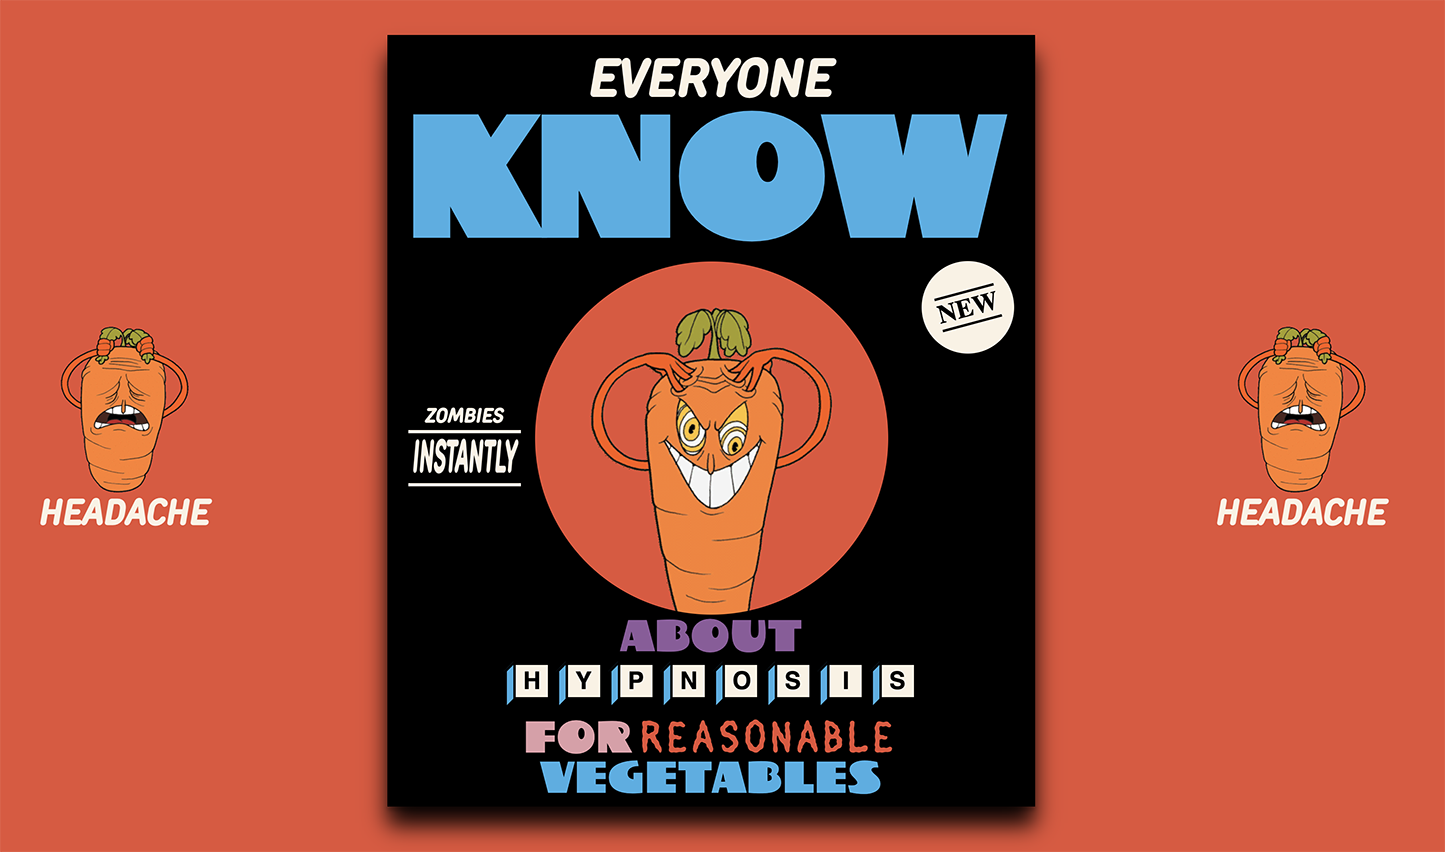 EVERYONE
KNOW
NEW
ZOMBIES
INSTANTLY
HEADACHE
HEADACHE
ABOUT
HYPNOSIS
FOR REASONABLE
VEGETABLES